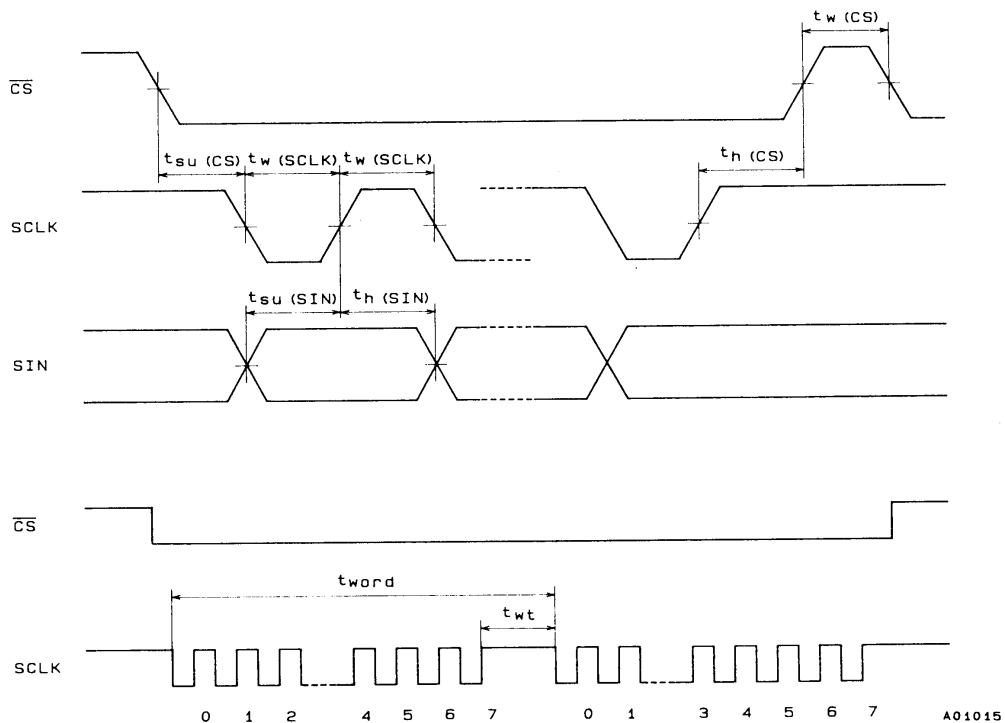 tw (CS)
CS
tsu (CS) tw (SCLK) tw (SCLK)
th (CS)
SCLK
tsu (SIN) th (SIN)
SIN
CS
tword
twt
SCLK
0 1 2 4 5 6 7 0 1 3 4 5 6 7
A01015